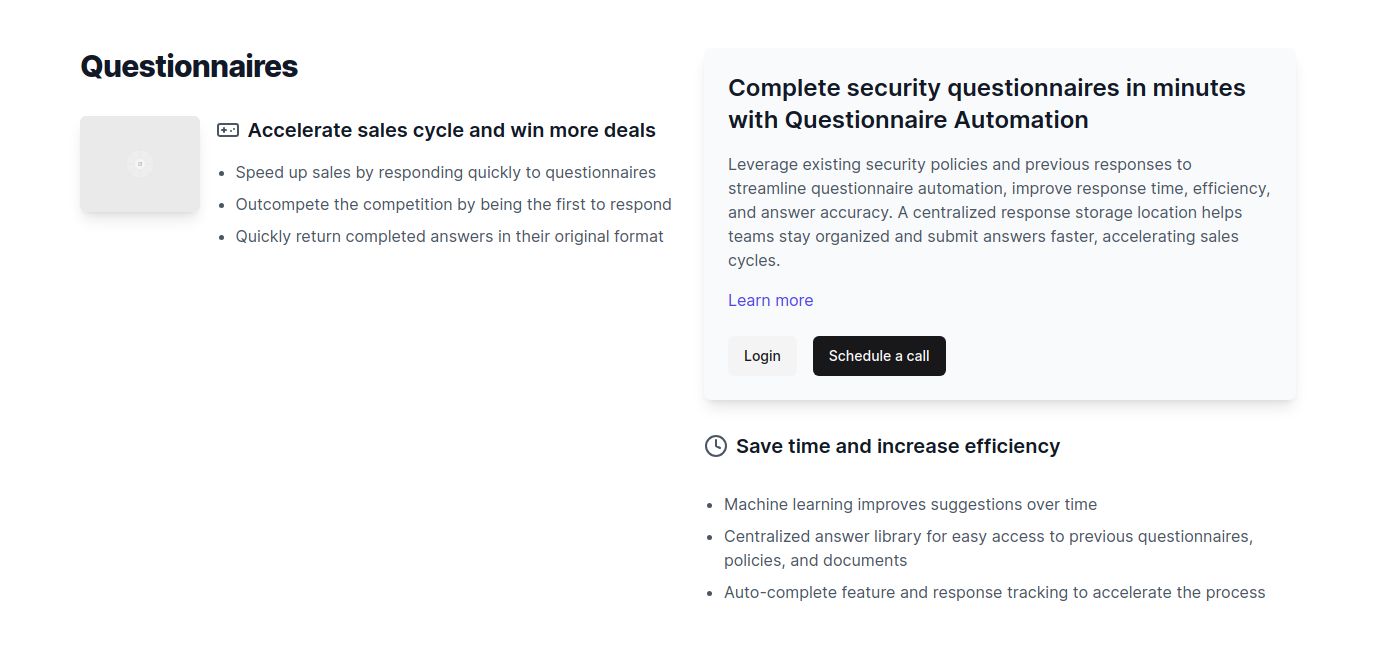 Questionnaires
Accelerate sales cycle and win more deals
Speed up sales by responding quickly to questionnaires
Outcompete the competition by being the first to respond
Quickly return completed answers in their original format
Complete security questionnaires in minutes
with Questionnaire Automation
Leverage existing security policies and previous responses to
streamline questionnaire automation, improve response time, efficiency,
and answer accuracy. A centralized response storage location helps
teams stay organized and submit answers faster, accelerating sales
cycles.
Learn more
Login
Schedule a call
Save time and increase efficiency
Machine learning improves suggestions over time
Centralized answer library for easy access to previous questionnaires,
policies, and documents
Auto-complete feature and response tracking to accelerate the process